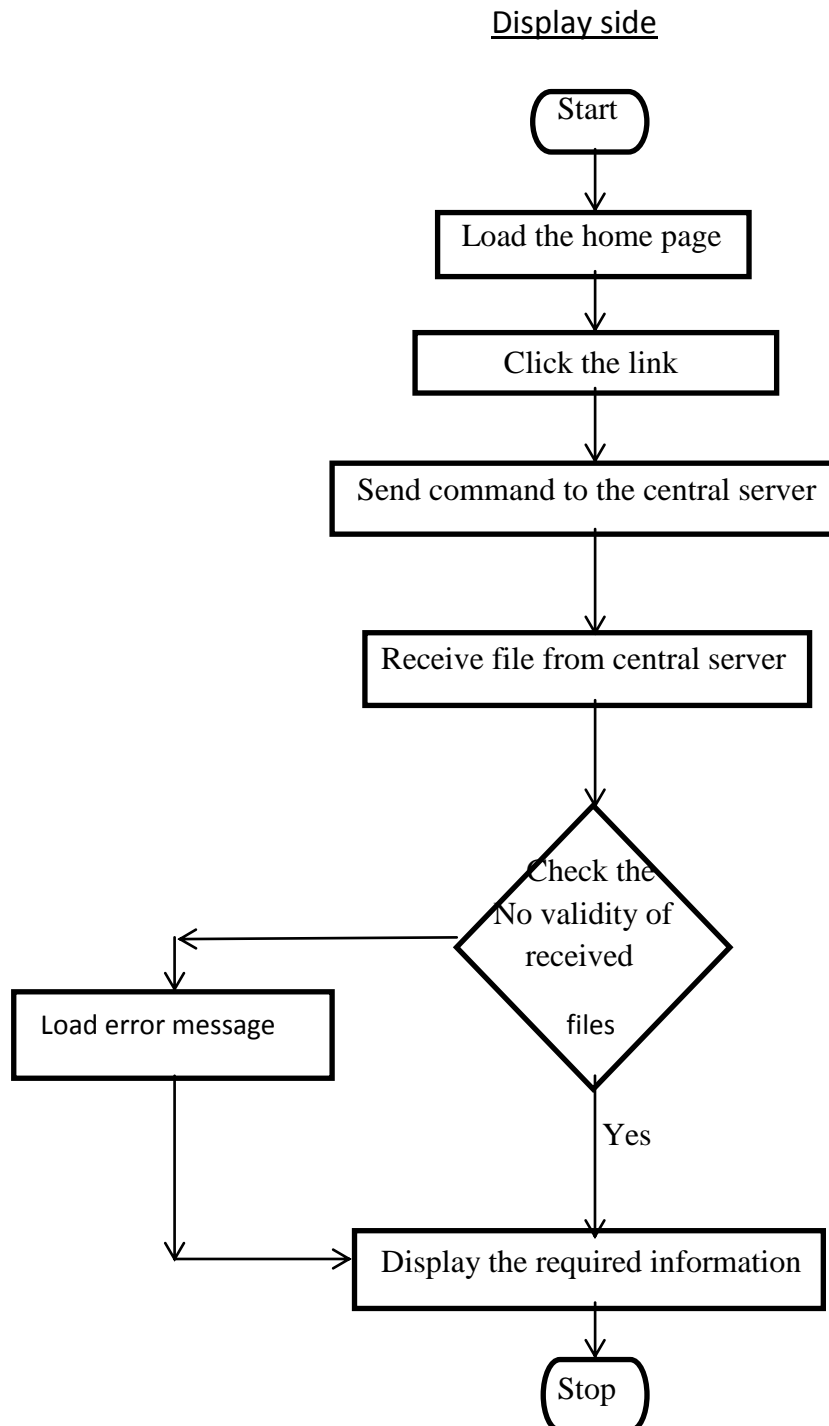 Display side
Start
Load the home page
Click the link
Send command to the central server
Receive file from central server
Check the
No validity of
received
files
Load error message
Yes
Display the required information
Stop